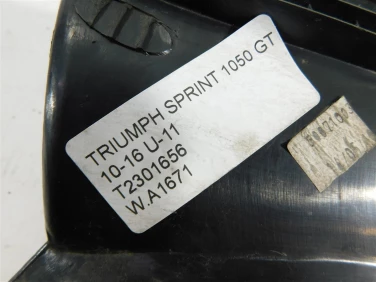 TRIUMPH SPRINT 1050 GT
10-16 U-11
T2301656
W.A1671